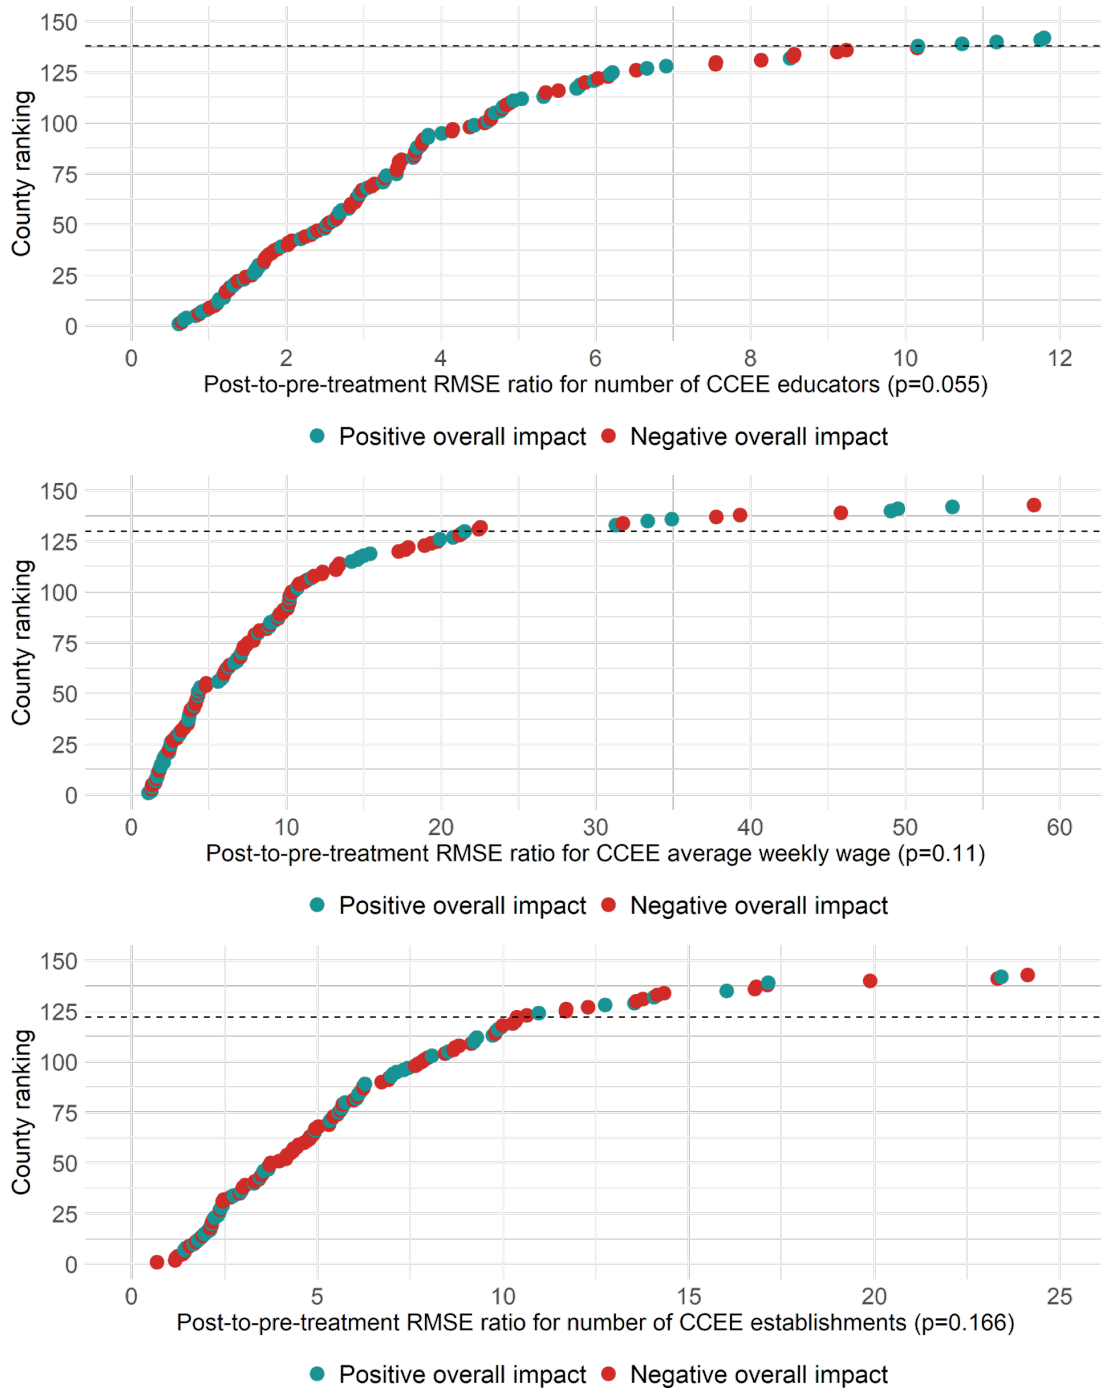 150
125
100
75
50
25
0
County ranking
0 2 4 6 8 10 12
Post-to-pre-treatment RMSE ratio for number of CCEE educators (p=0.055)
Positive overall impact Negative overall impact
150
125
100
75
50
25
0
County ranking
0 10 20 30 40 50 60
Post-to-pre-treatment RMSE ratio for CCEE average weekly wage (p=0.11)
Positive overall impact Negative overall impact
150
125
100
75
50
25
0
County ranking
0 5 10 15 20 25
Post-to-pre-treatment RMSE ratio for number of CCEE establishments (p=0.166)
Positive overall impact Negative overall impact